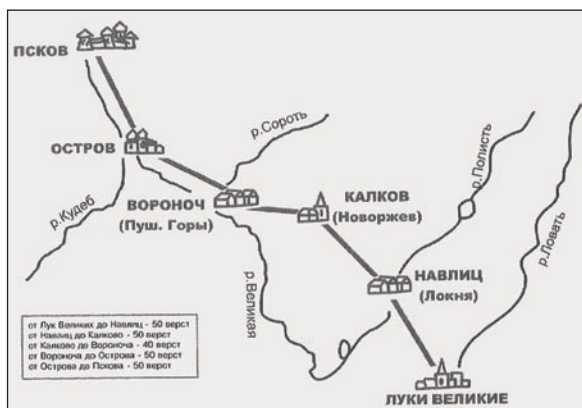 ПСКОВ
ОСТРОВ
р.Сороть
р.Кудеб
ВОРОНОЧ
(Пуш. Горы)
КАЛКОВ
(Новоржев)
р.Полисть
р.Ловать
р.Великая
НАВЛИЦ
(Локня)
ЛУКИ ВЕЛИКИЕ
от Лук Великих до Навлиц - 50 верст
от Навлиц до Калково - 50 верст
от Калково до Вороноча - 40 верст
от Вороноча до Острова - 50 верст
от Острова до Пскова - 50 верст